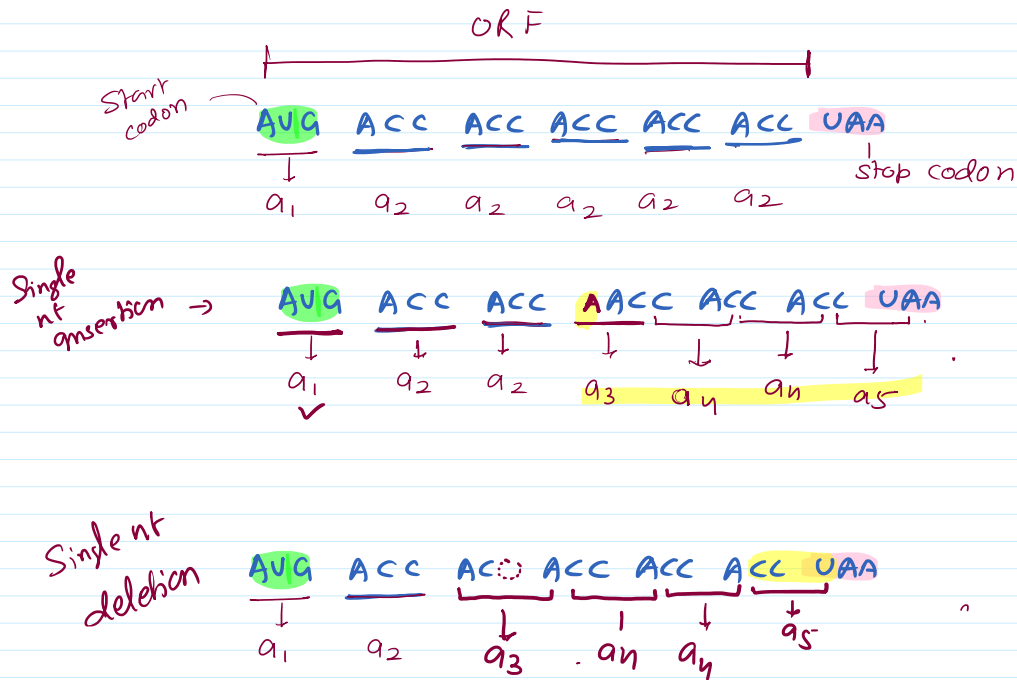 ORF
Start
codon
AUG ACC ACC ACC ACC ACC UAA
stop codon
a1 a2 a2 a2 a2 a2
Single
nt
insertion →
AUG ACC ACC AACC ACC ACC UAA
a1 a2 a2 a3 a4 a4 a5
Single nt
deletion
AUG ACC AC ACC ACC ACC UAA
a1 a2 a3 a4 a4 a5